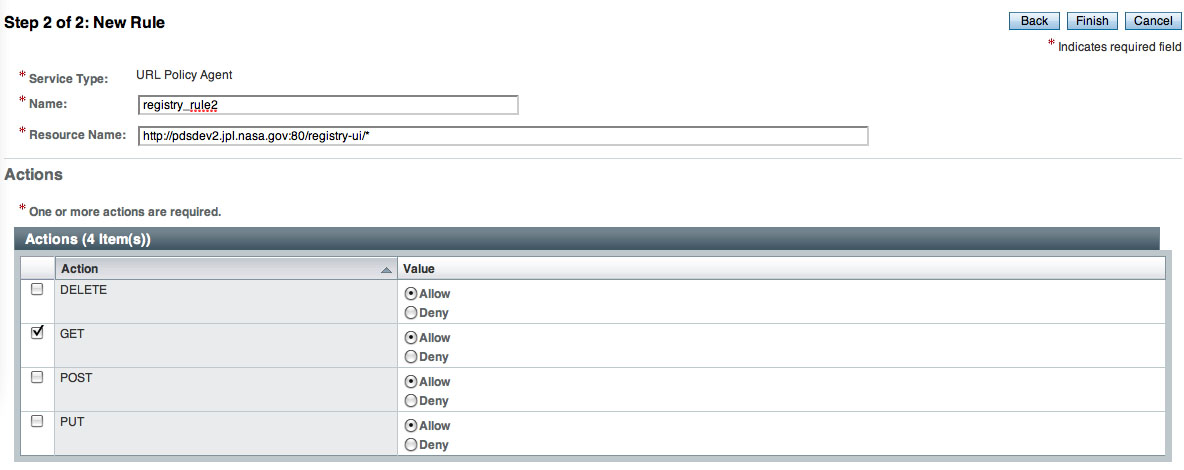 Step 2 of 2: New Rule
Back Finish Cancel
* Indicates required field
* Service Type: URL Policy Agent
* Name: registry_rule2
* Resource Name: http://pdsdev2.jpl.nasa.gov:80/registry-ui/*
Actions
* One or more actions are required.
Actions (4 Item(s))
Action Value
DELETE Allow
Deny
GET Allow
Deny
POST Allow
Deny
PUT Allow
Deny